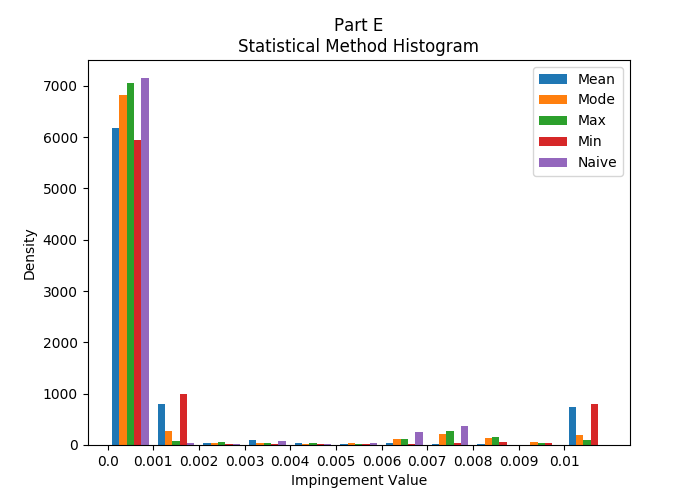 Part E
Statistical Method Histogram
Mean
Mode
Max
Min
Naive
7000
6000
5000
4000
3000
2000
1000
0
Density
0.0 0.001 0.002 0.003 0.004 0.005 0.006 0.007 0.008 0.009 0.01
Impingement Value